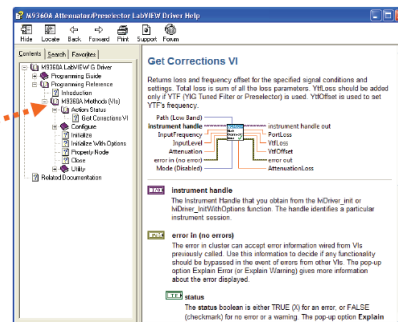 M9360A Attenuator/Preselector LabVIEW Driver Help
Hide Locate Back Forward Print Support Forum
Contents Search Favorites
M9360A LabVIEW G Driver
Programming Guide
Programming Reference
Introduction
M9360A Methods (VIs)
Action Status
Get Corrections VI
Configure
Initialize
Initialize With Options
Property Node
Close
Utility
Related Documentation
Get Corrections VI
Returns loss and frequency offset for the specified signal conditions and
settings. Total loss is sum of all the loss parameters. YtfLoss should be added
only if YTF (YIG Tuned Filter or Preselector) is used. YtfOffset is used to set
YTF's frequency.
Path (Low Band)
instrument handle
instrument handle out
InputFrequency
PortLoss
InputLevel
YtfLoss
Attenuation
YtfOffset
error in (no error)
error out
Mode (Disabled)
AttenuationLoss
instrument handle
The Instrument Handle that you obtain from the IviDriver_init or
IviDriver_InitWithOptions function. The handle identifies a particular
instrument session.
error in (no errors)
The error in cluster can accept error information wired from VIs
previously called. Use this information to decide if any functionality
should be bypassed in the event of errors from other VIs. The pop-up
option Explain Error (or Explain Warning) gives more information
about the error displayed.
status
The status boolean is either TRUE (X) for an error, or FALSE
(checkmark) for no error or a warning. The pop-up option Explain